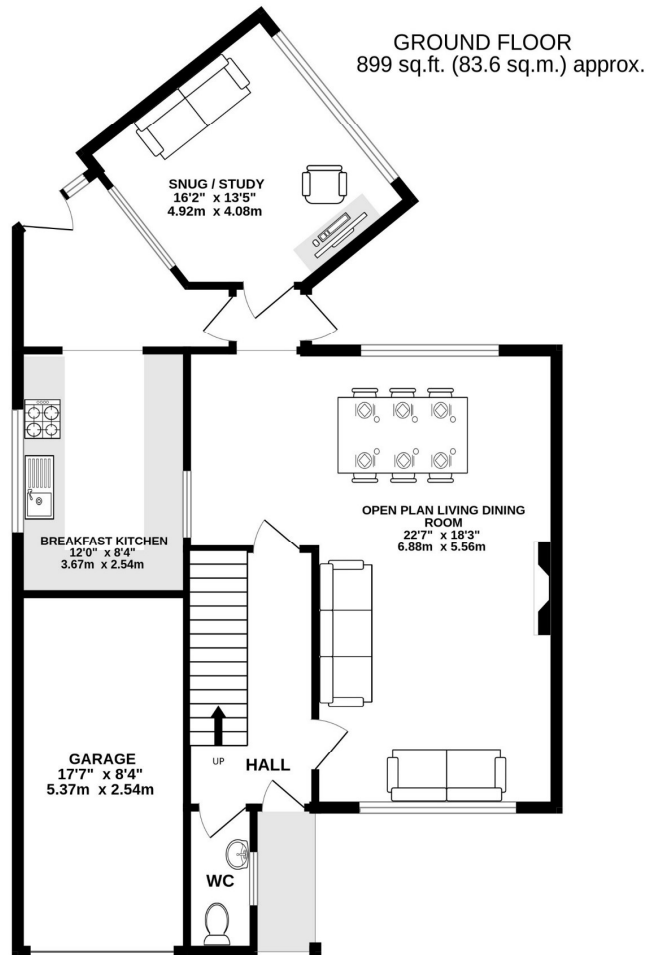 GROUND FLOOR
899 sq.ft. (83.6 sq.m.) approx.
SNUG / STUDY
16'2" x 13'5"
4.92m x 4.08m
OPEN PLAN LIVING DINING
ROOM
22'7" x 18'3"
6.88m x 5.56m
BREAKFAST KITCHEN
12'0" x 8'4"
3.67m x 2.54m
GARAGE
17'7" x 8'4"
5.37m x 2.54m
UP
HALL
WC